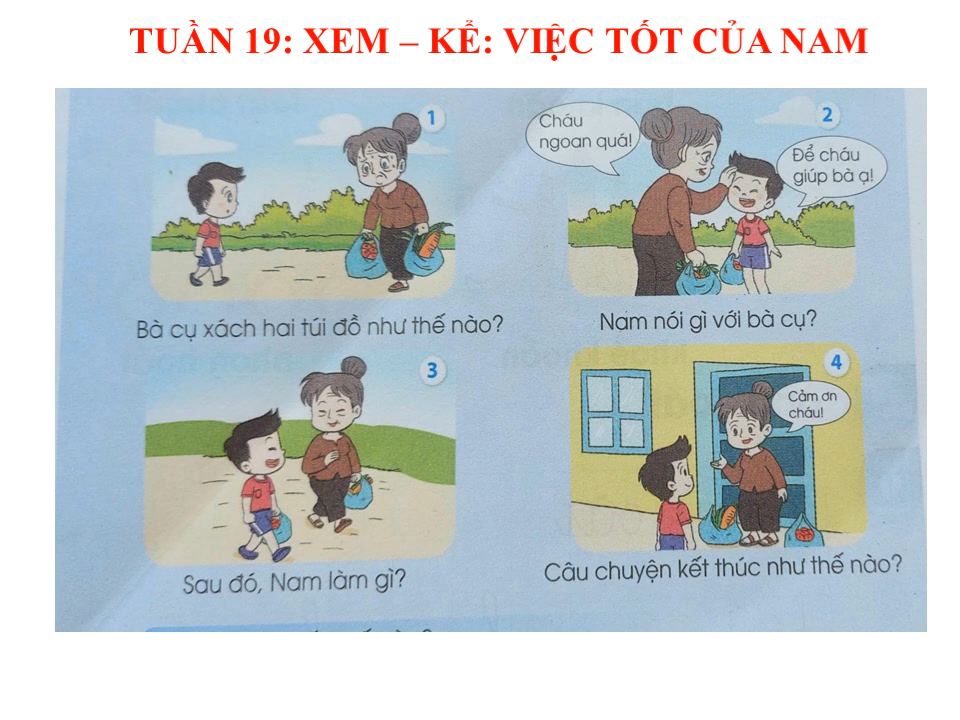 TUẦN 19: XEM – KỂ: VIỆC TỐT CỦA NAM
1
Bà cụ xách hai túi đồ như thế nào?
2
Cháu
ngoan quá!
Để cháu
giúp bà ạ!
Nam nói gì với bà cụ?
3
Sau đó, Nam làm gì?
4
Cảm ơn
cháu!
Câu chuyện kết thúc như thế nào?